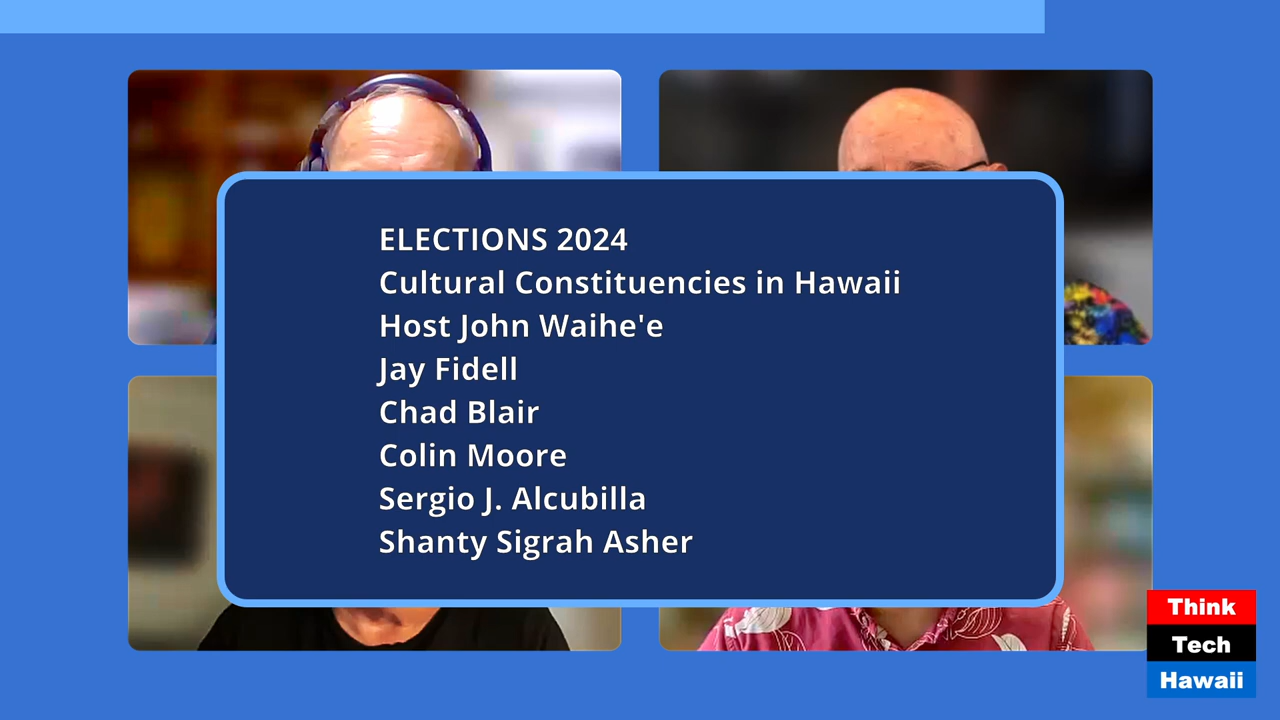 ELECTIONS 2024
Cultural Constituencies in Hawaii
Host John Waihe'e
Jay Fidell
Chad Blair
Colin Moore
Sergio J. Alcubilla
Shanty Sigrah Asher
Think
Tech
Hawaii